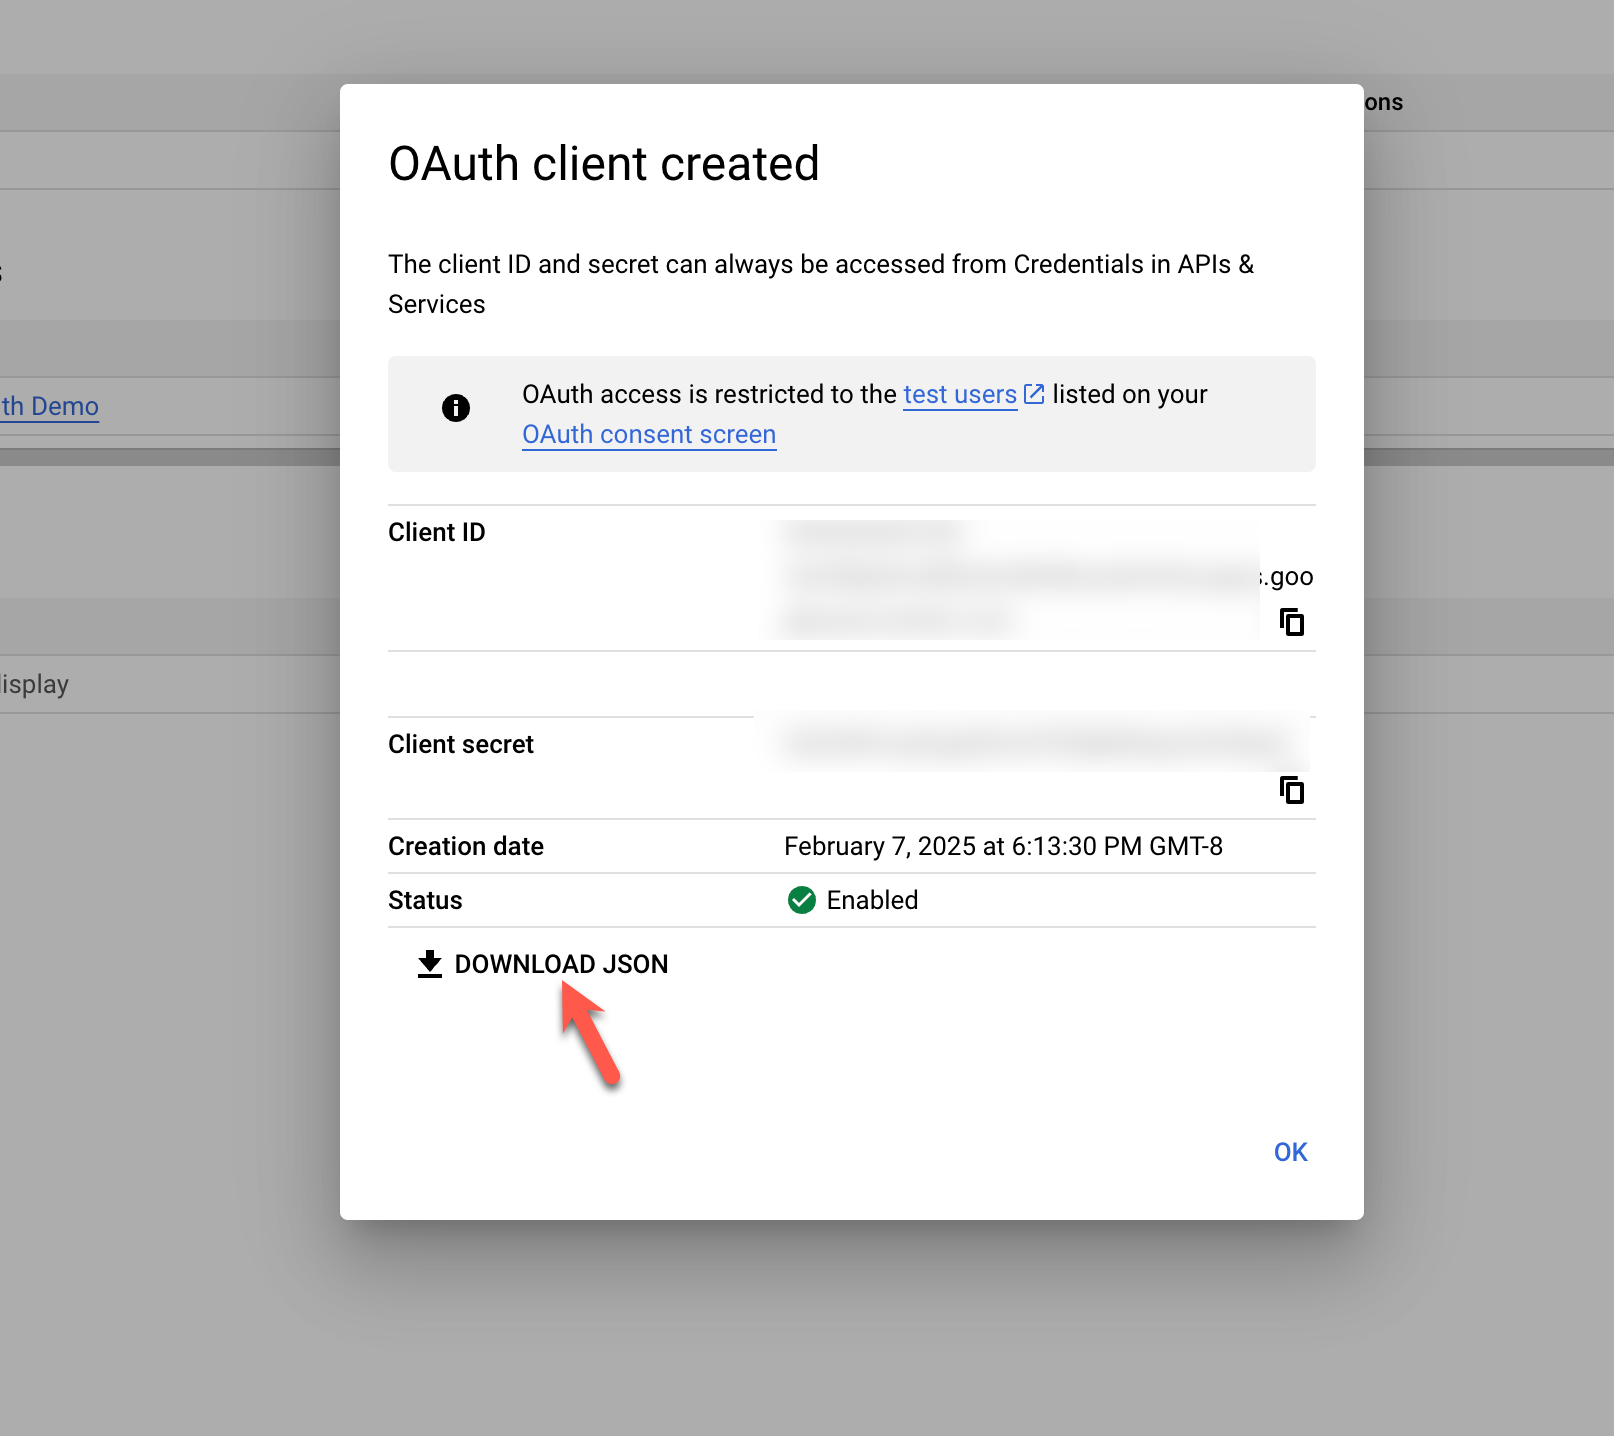 ons
OAuth client created
The client ID and secret can always be accessed from Credentials in APIs &
Services
OAuth access is restricted to the test users listed on your
OAuth consent screen
th Demo
Client ID
s.goo
isplay
Client secret
Creation date February 7, 2025 at 6:13:30 PM GMT-8
Status Enabled
DOWNLOAD JSON
OK